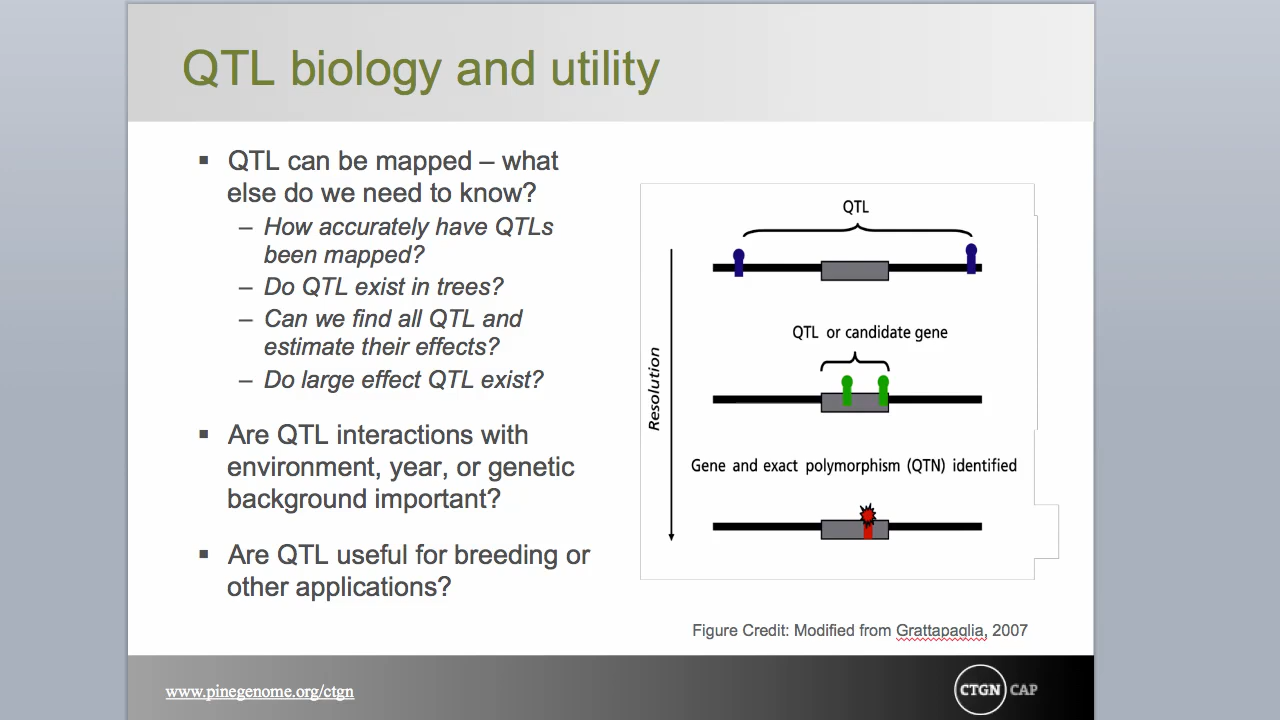 QTL biology and utility
▪ QTL can be mapped – what
else do we need to know?
– How accurately have QTLs
been mapped?
– Do QTL exist in trees?
– Can we find all QTL and
estimate their effects?
– Do large effect QTL exist?
▪ Are QTL interactions with
environment, year, or genetic
background important?
▪ Are QTL useful for breeding or
other applications?
QTL
QTL or candidate gene
Resolution
Gene and exact polymorphism (QTN) identified
Figure Credit: Modified from Grattapaglia, 2007
www.pinegenome.org/ctgn
CTGN CAP